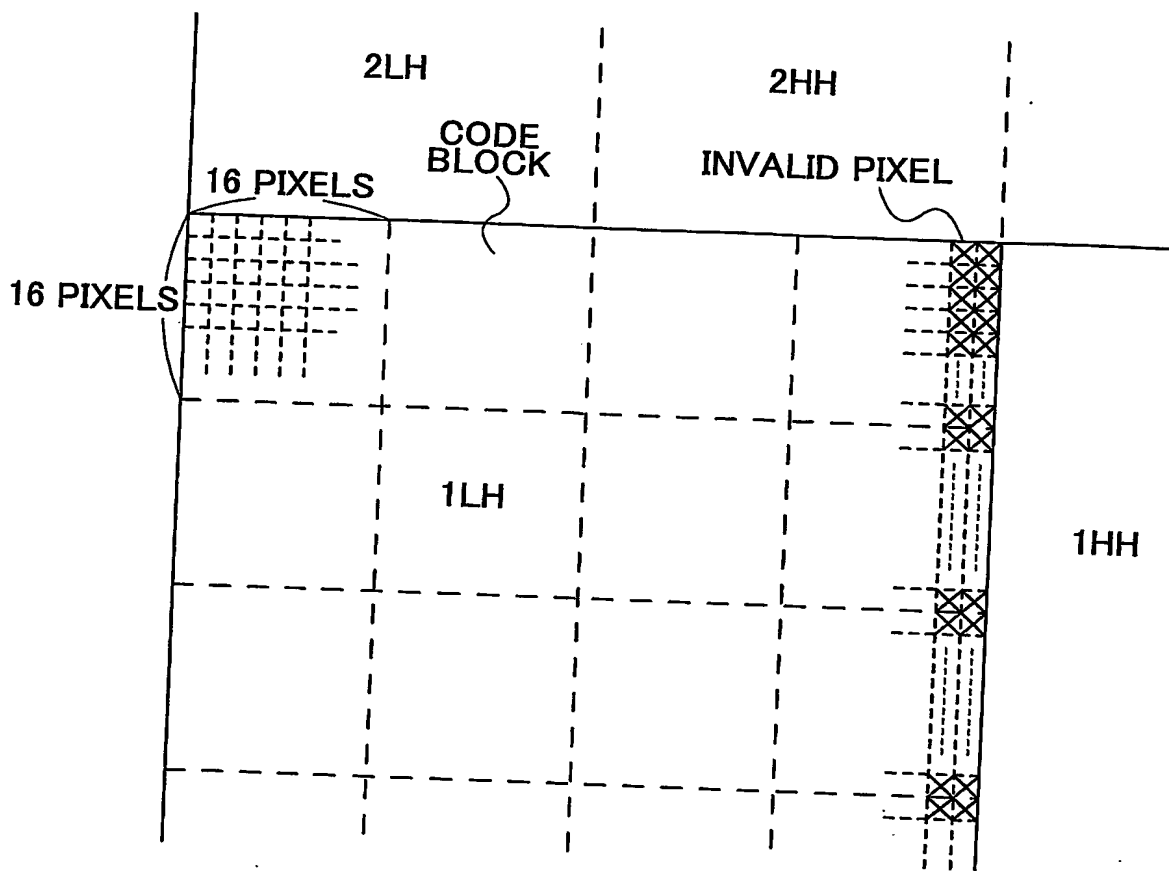 2LH
2HH
CODE
BLOCK
INVALID PIXEL
16 PIXELS
16 PIXELS
1LH
1HH